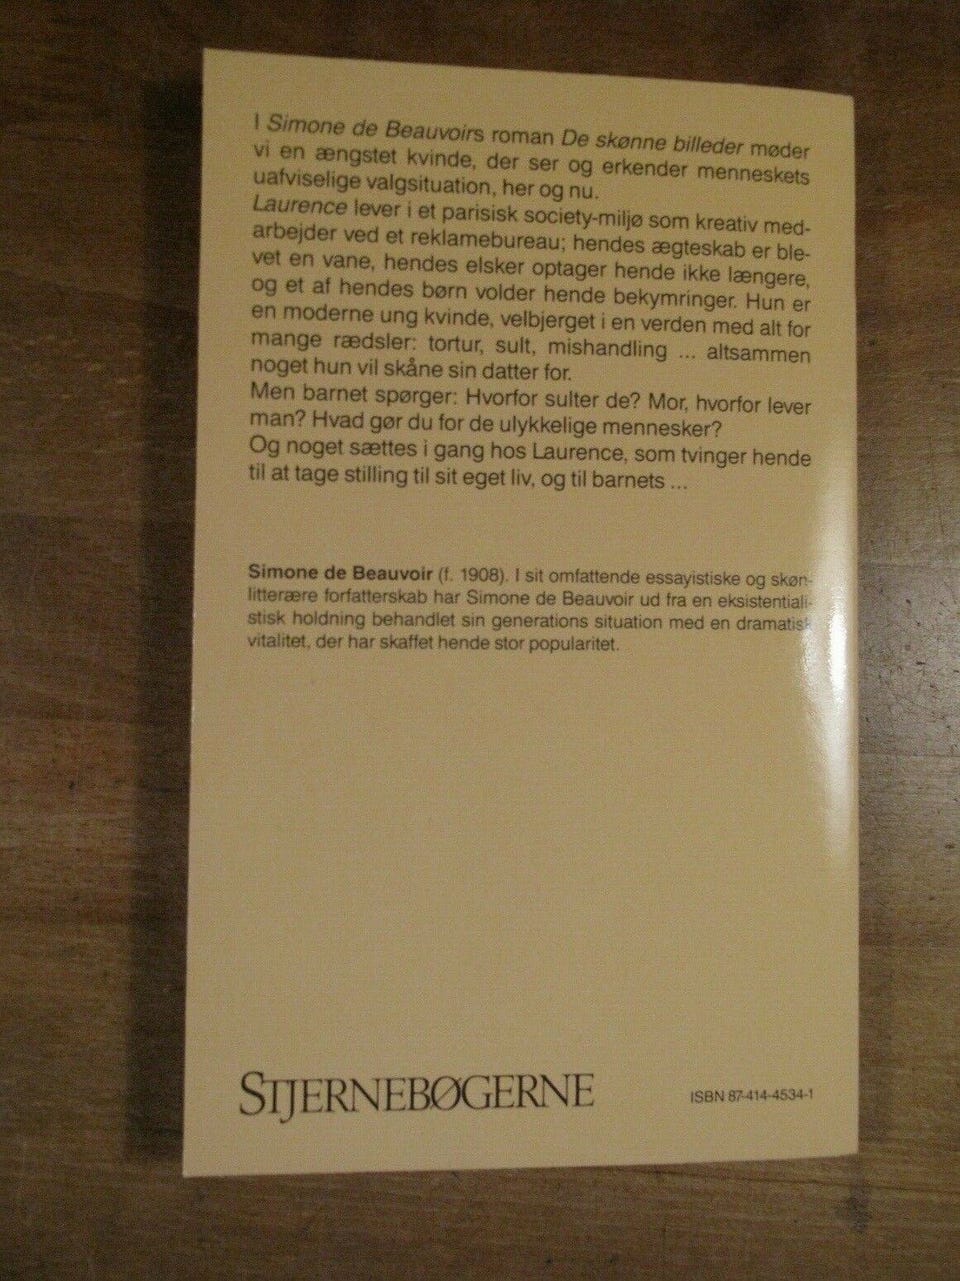 I Simone de Beauvoirs roman De skønne billeder møder
vi en ængstet kvinde, der ser og erkender menneskets
uafviselige valgsituation, her og nu.
Laurence lever i et parisisk society-miljø som kreativ med-
arbejder ved et reklamebureau; hendes ægteskab er ble-
vet en vane, hendes elsker optager hende ikke længere,
og et af hendes børn volder hende bekymringer. Hun er
en moderne ung kvinde, velbjerget i en verden med alt for
mange rædsler: tortur, sult, mishandling ... altsammen
noget hun vil skåne sin datter for.
Men barnet spørger: Hvorfor sulter de? Mor, hvorfor lever
man? Hvad gør du for de ulykkelige mennesker?
Og noget sættes i gang hos Laurence, som tvinger hende
til at tage stilling til sit eget liv, og til barnets ...
Simone de Beauvoir (f. 1908). I sit omfattende essayistiske og skøn-
litterære forfatterskab har Simone de Beauvoir ud fra en eksistentiali-
stisk holdning behandlet sin generations situation med en dramatisk
vitalitet, der har skaffet hende stor popularitet.
STJERNEBØGERNE
ISBN 87-414-4534-1